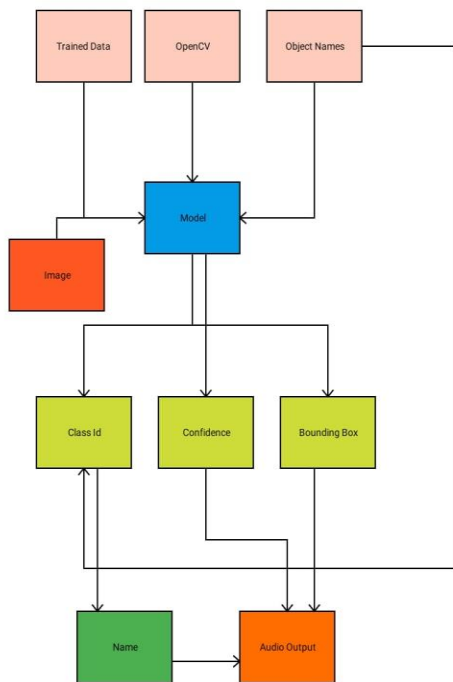 Trained Data
OpenCV
Object Names
Model
Image
Class Id
Confidence
Bounding Box
Name
Audio Output